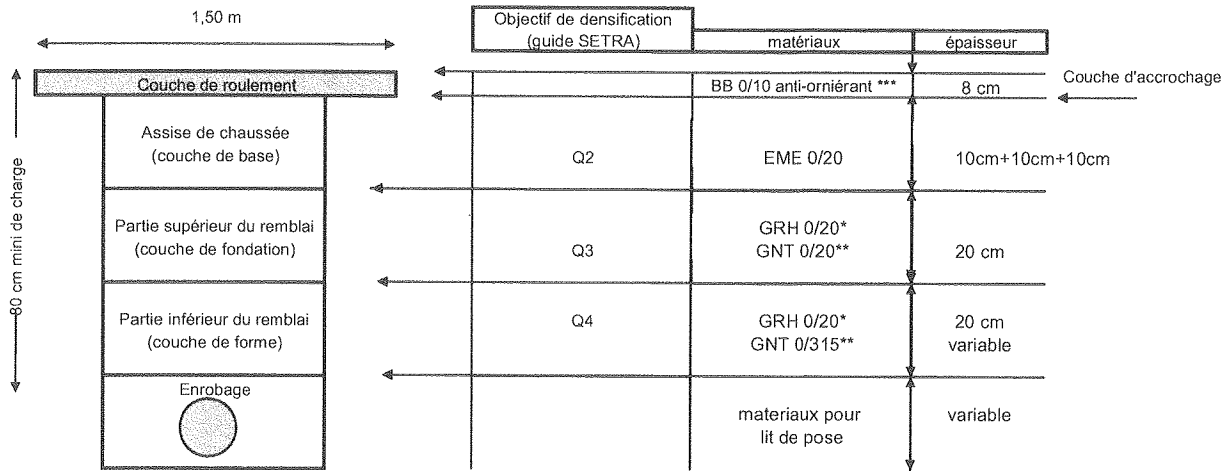 1,50 m
Objectif de densification
(guide SETRA)
matériaux
épaisseur
80 cm mini de charge
Couche de roulement
BB 0/10 anti-orniérant ***
8 cm
Couche d'accrochage
Assise de chaussée
(couche de base)
Q2
EME 0/20
10cm+10cm+10cm
Partie supérieur du remblai
(couche de fondation)
Q3
GRH 0/20*
GNT 0/20**
20 cm
Partie inférieur du remblai
(couche de forme)
Q4
GRH 0/20*
GNT 0/315**
20 cm
variable
Enrobage
materiaux pour
lit de pose
variable